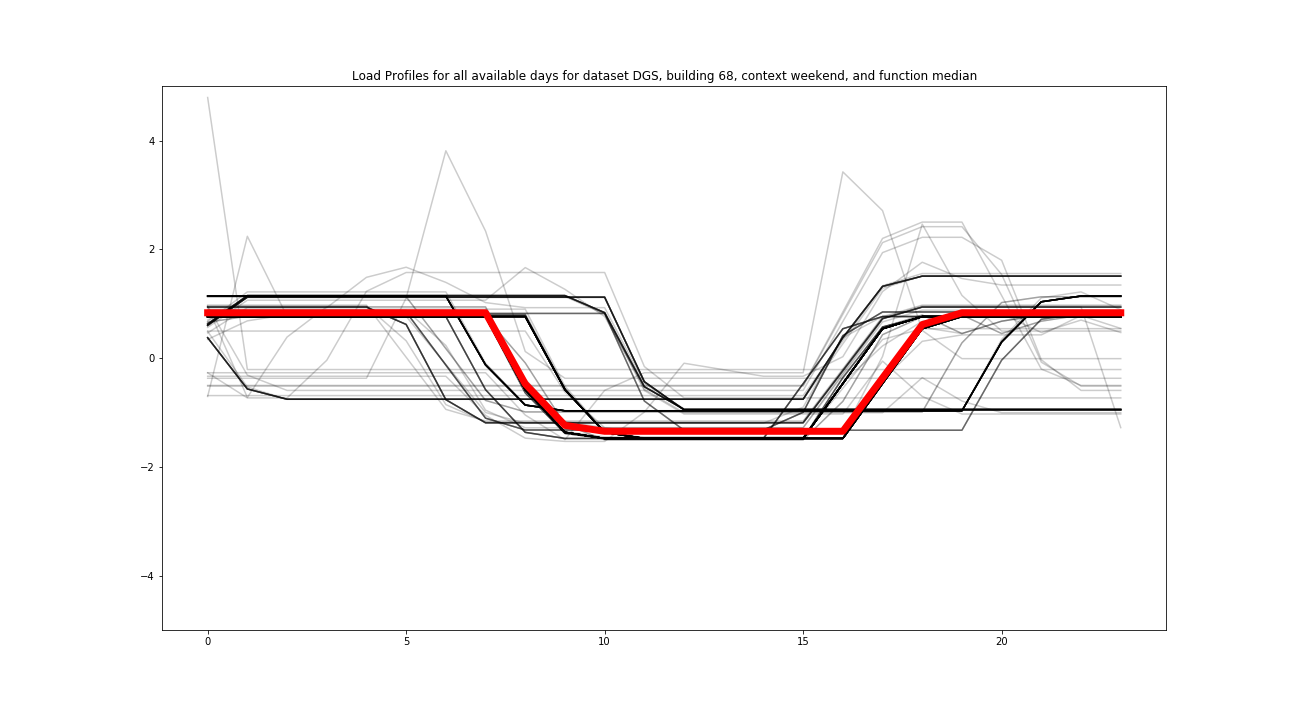 Load Profiles for all available days for dataset DGS, building 68, context weekend, and function median
4
2
0
−2
−4
0 5 10 15 20